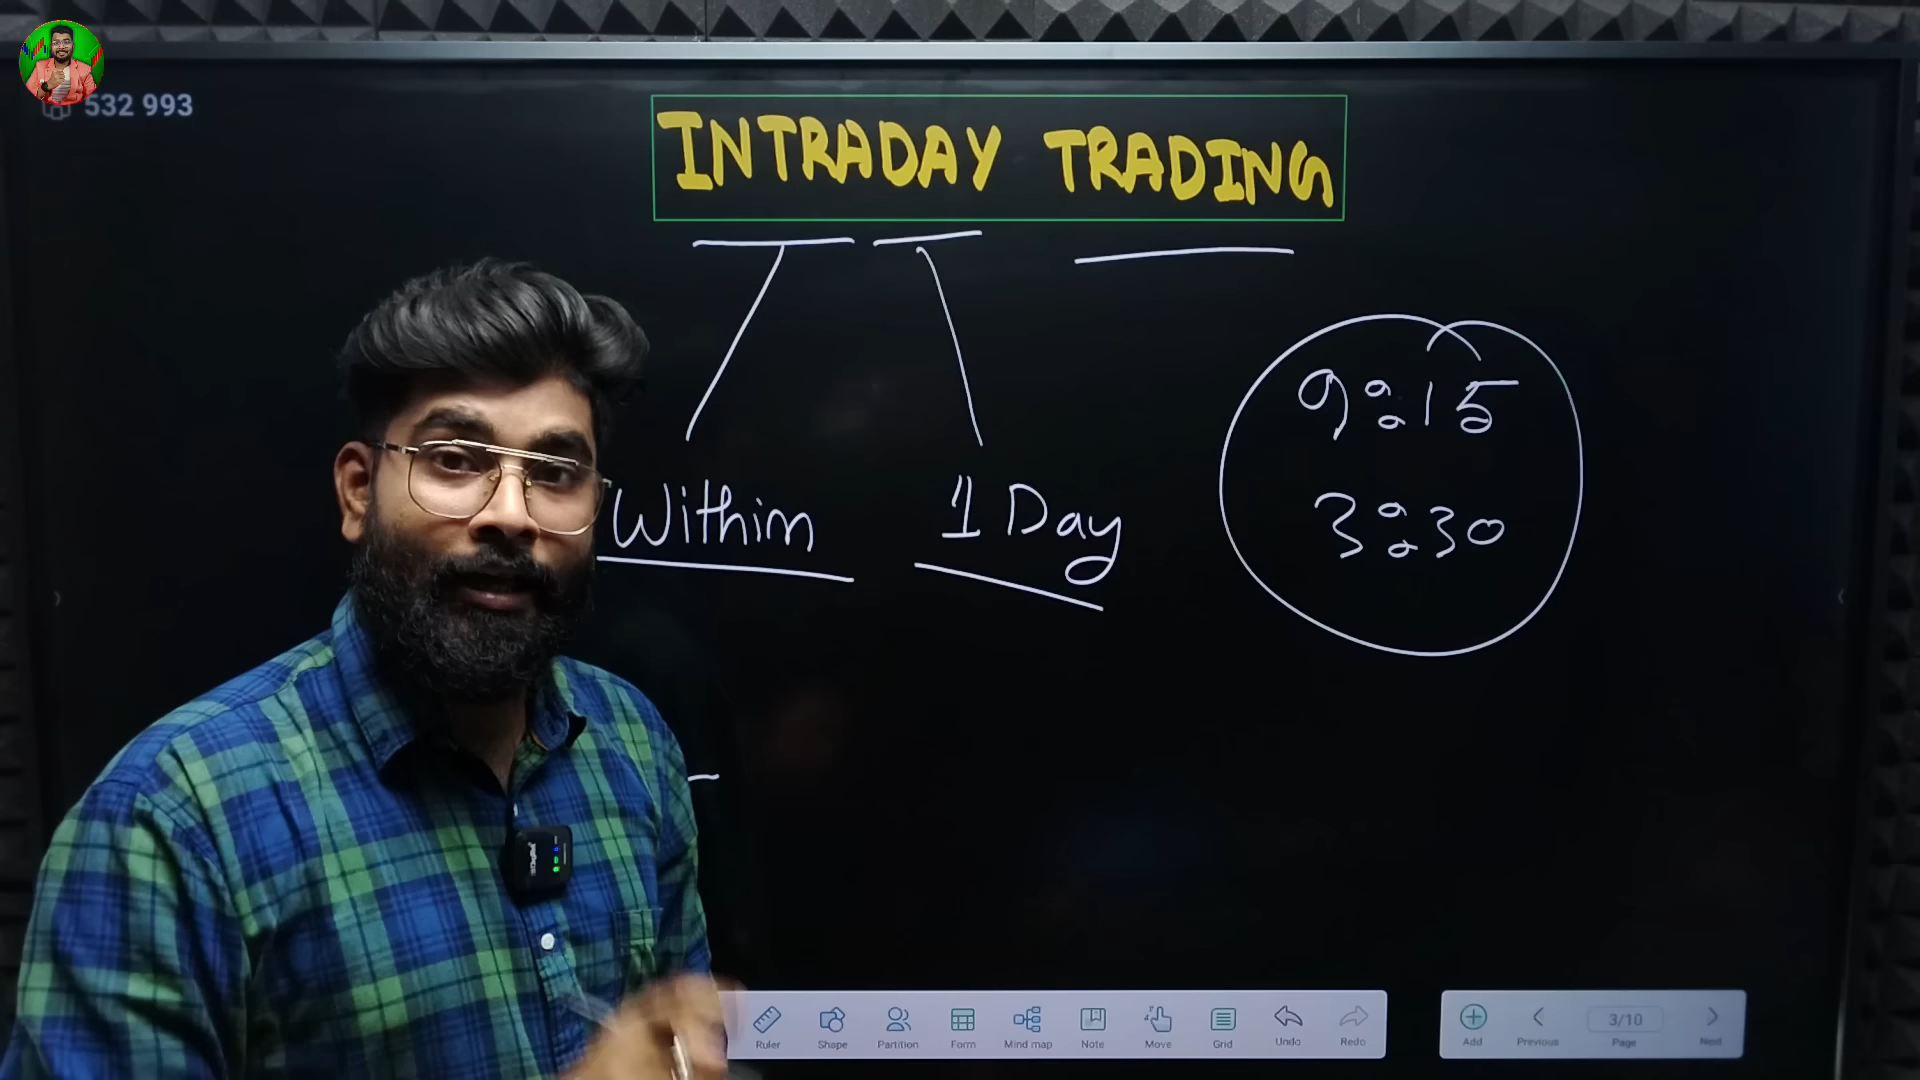 532 993
INTRADAY TRADING
Within 1 Day
9:15
3:30
Ruler Shape Partition Form Mind map Note Move Grid Undo Redo
Add Previous 3/10 Page Next